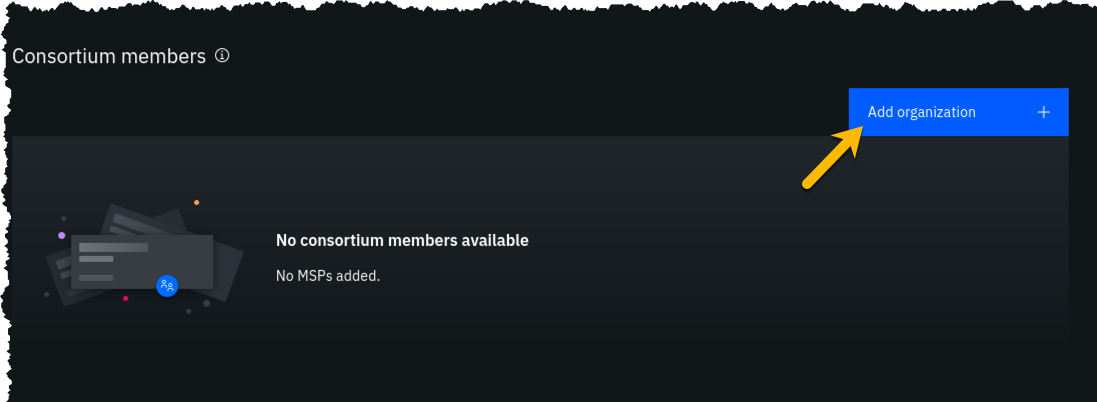 Consortium members
Add organization
No consortium members available
No MSPs added.